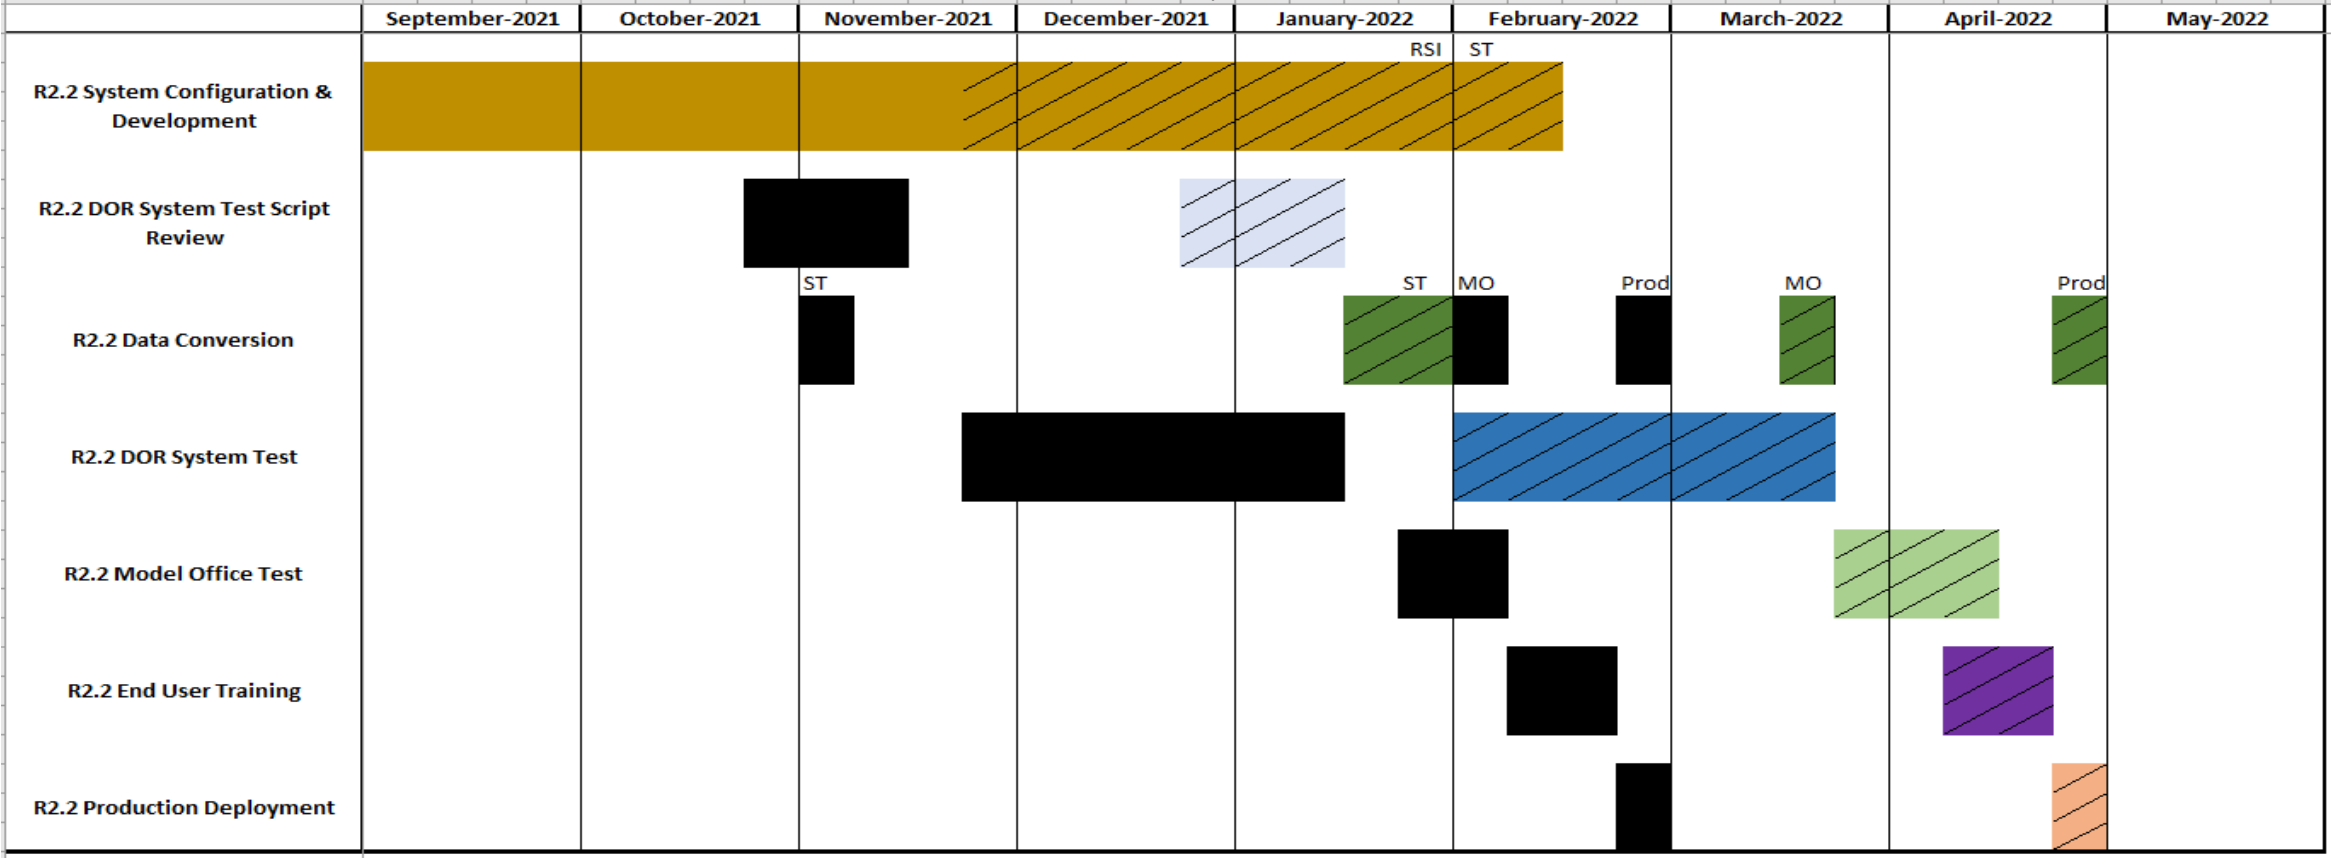 September-2021 October-2021 November-2021 December-2021 January-2022 February-2022 March-2022 April-2022 May-2022
RSI ST
R2.2 System Configuration &
Development
R2.2 DOR System Test Script
Review
ST ST MO Prod MO Prod
R2.2 Data Conversion
R2.2 DOR System Test
R2.2 Model Office Test
R2.2 End User Training
R2.2 Production Deployment